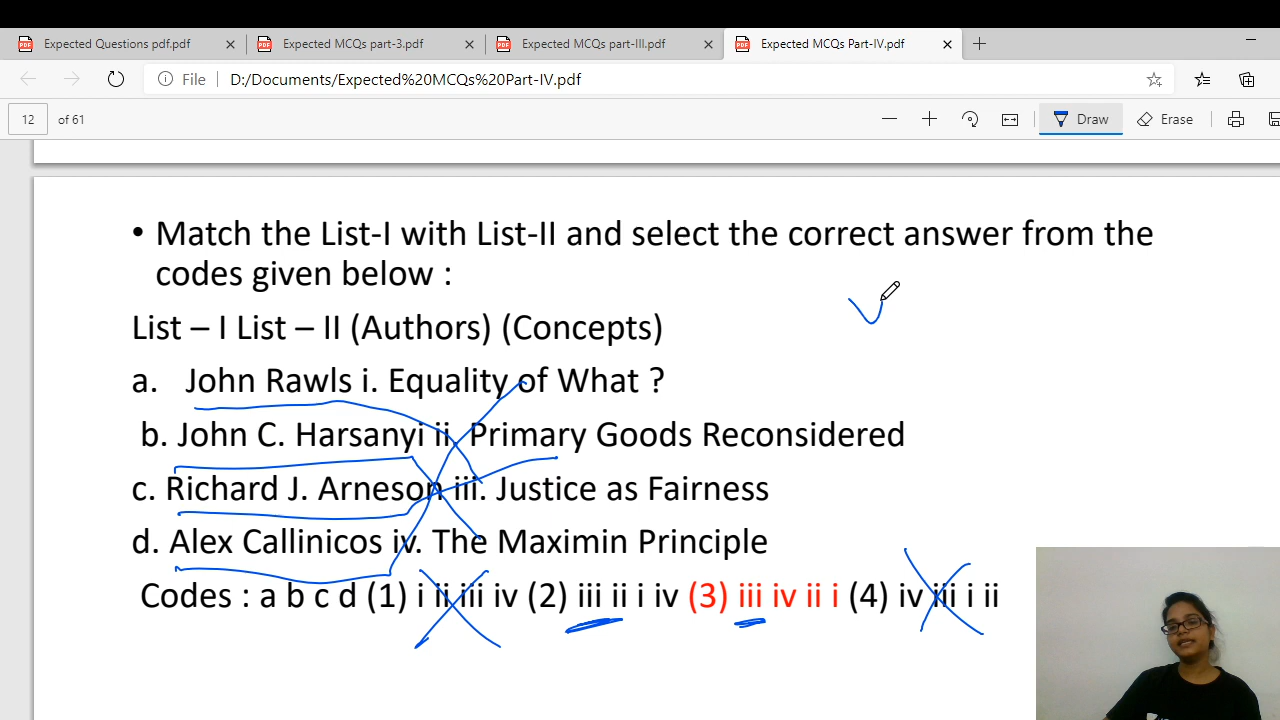 Expected Questions pdf.pdf Expected MCQs part-3.pdf Expected MCQs part-III.pdf Expected MCQs Part-IV.pdf
File D:/Documents/Expected%20MCQs%20Part-IV.pdf
12 of 61 Draw Erase
• Match the List-I with List-II and select the correct answer from the
codes given below :
List – I List – II (Authors) (Concepts)
a. John Rawls i. Equality of What ?
b. John C. Harsanyi ii. Primary Goods Reconsidered
c. Richard J. Arneson iii. Justice as Fairness
d. Alex Callinicos iv. The Maximin Principle
Codes : a b c d (1) i ii iii iv (2) iii ii i iv (3) iii iv ii i (4) iv iii i ii